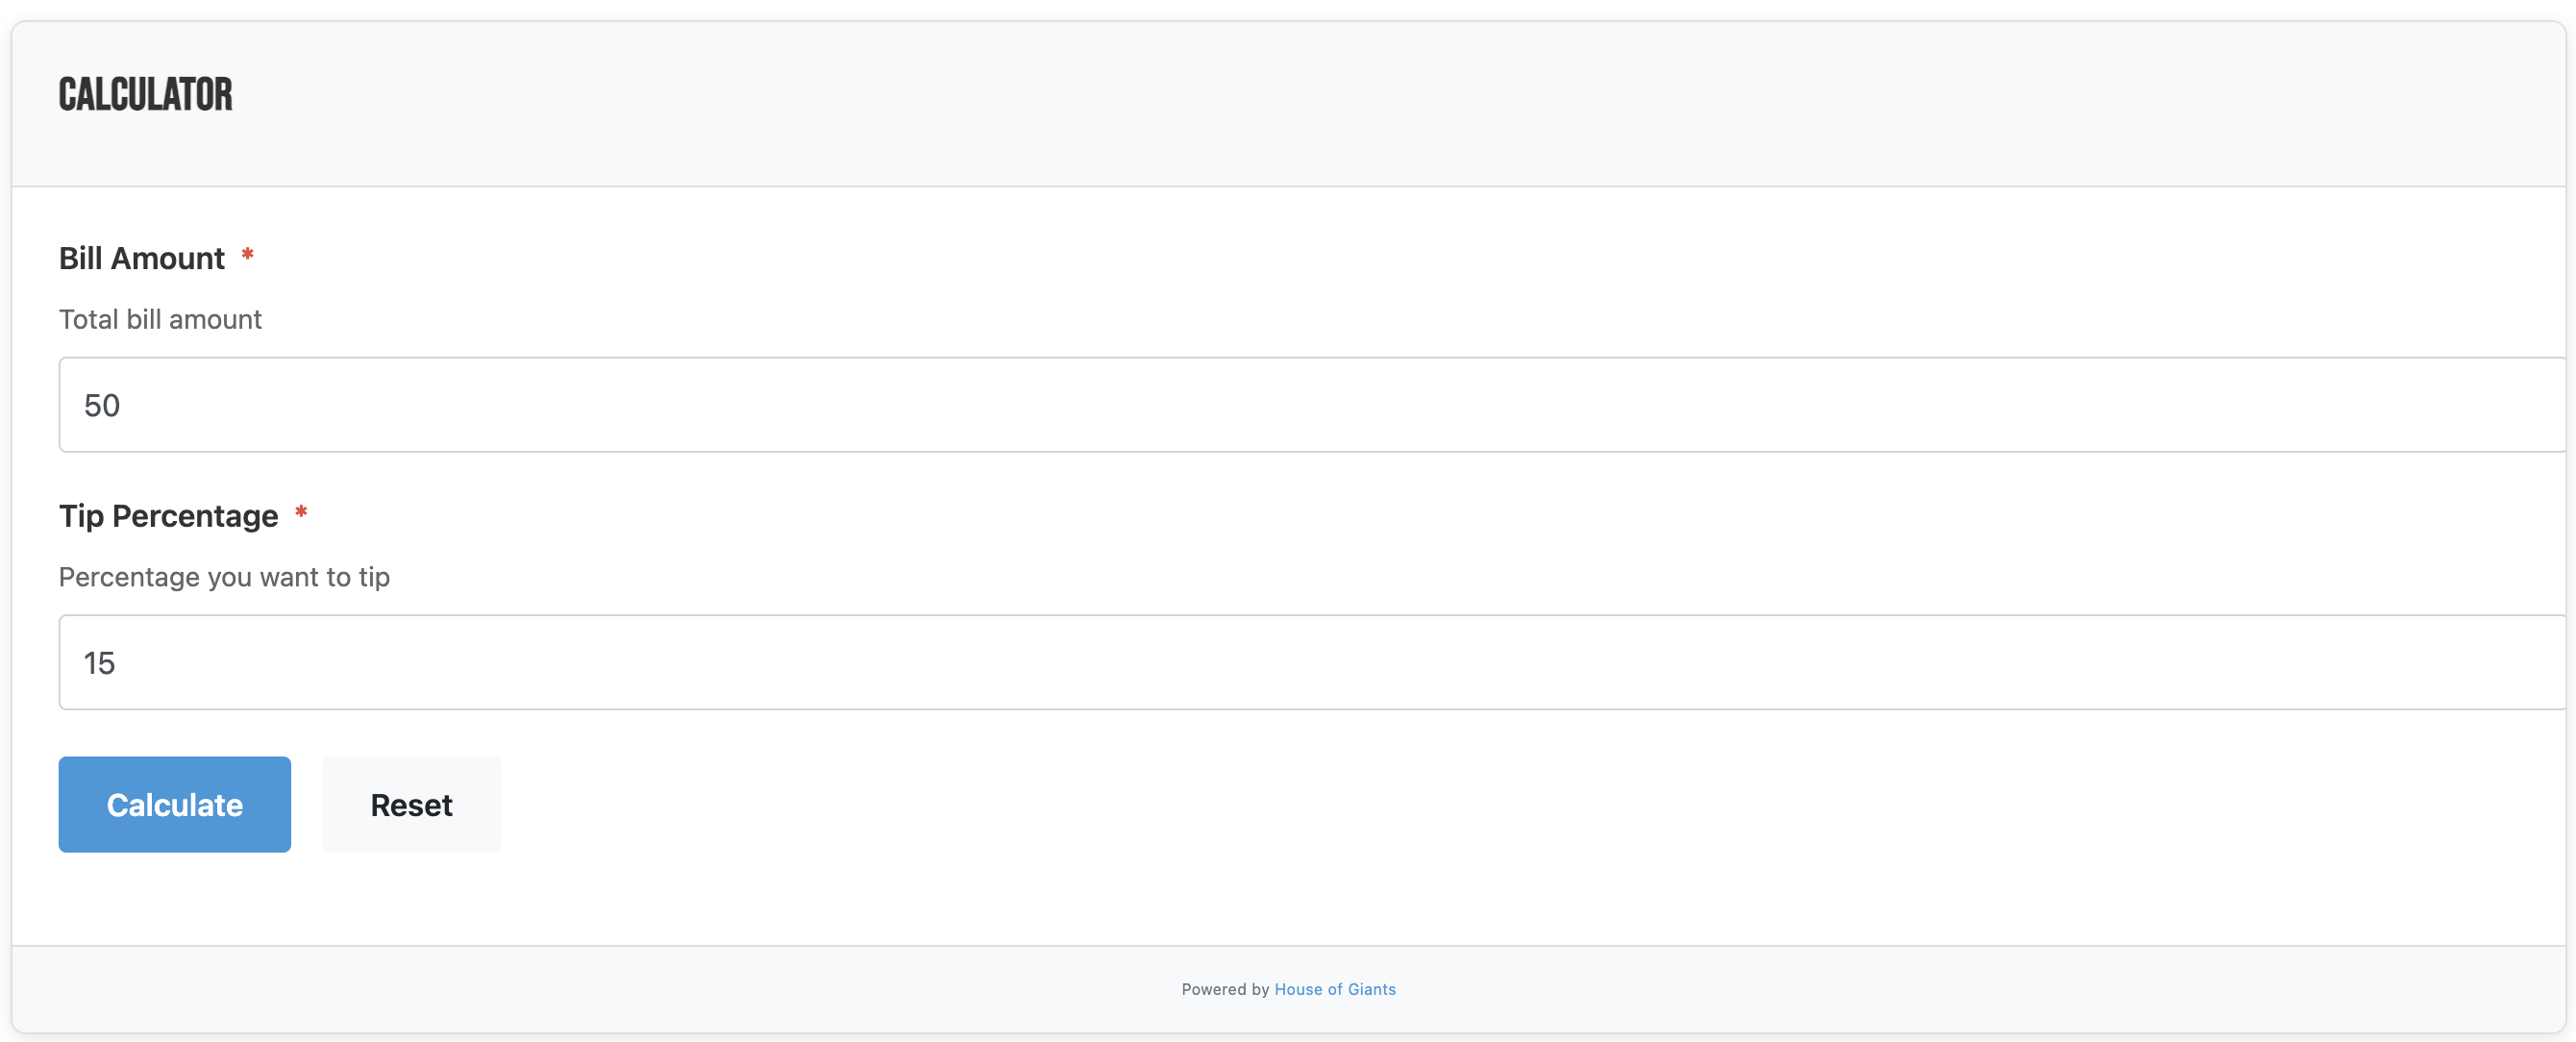 CALCULATOR
Bill Amount *
Total bill amount
50
Tip Percentage *
Percentage you want to tip
15
Calculate Reset
Powered by House of Giants